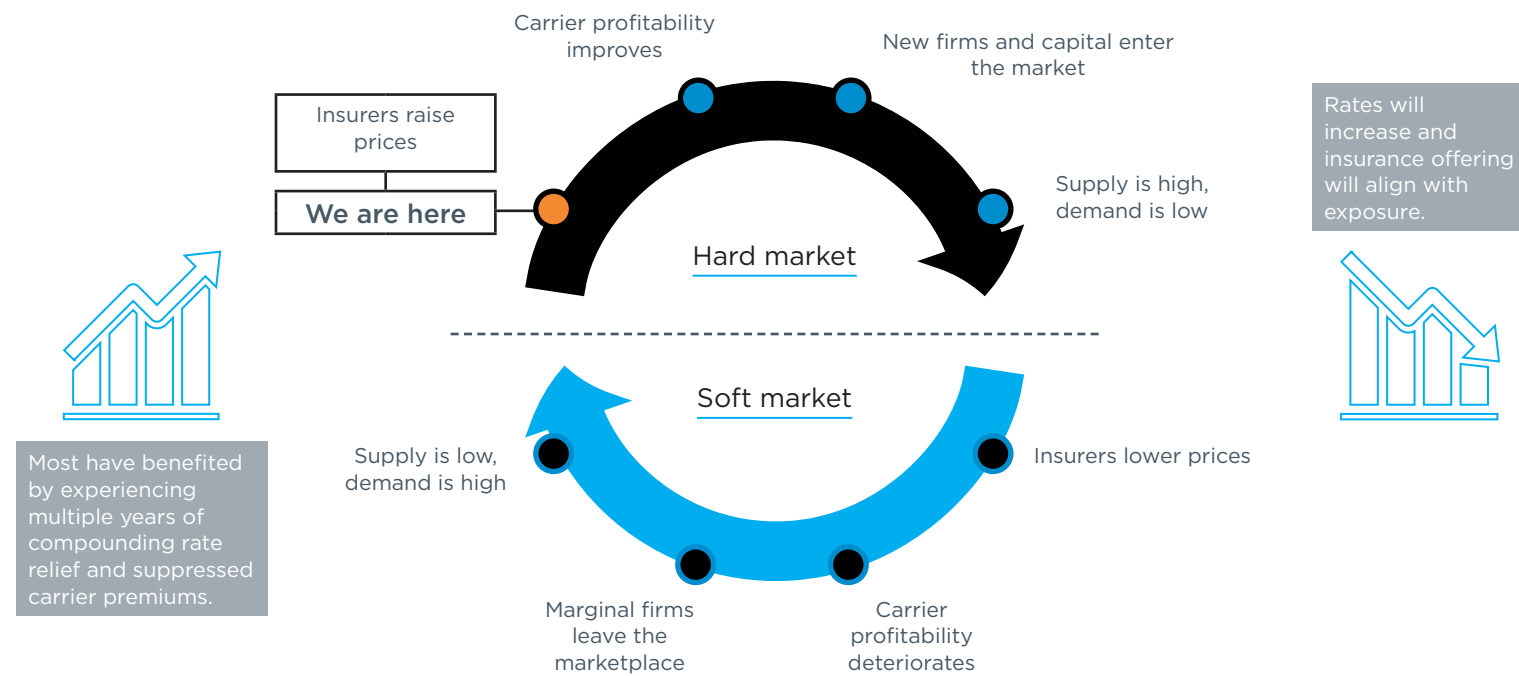 Carrier profitability
improves
New firms and capital enter
the market
Insurers raise
prices
We are here
Rates will
increase and
insurance offering
will align with
exposure.
Supply is high,
demand is low
Hard market
Soft market
Most have benefited
by experiencing
multiple years of
compounding rate
relief and suppressed
carrier premiums.
Supply is low,
demand is high
Insurers lower prices
Marginal firms
leave the
marketplace
Carrier
profitability
deteriorates